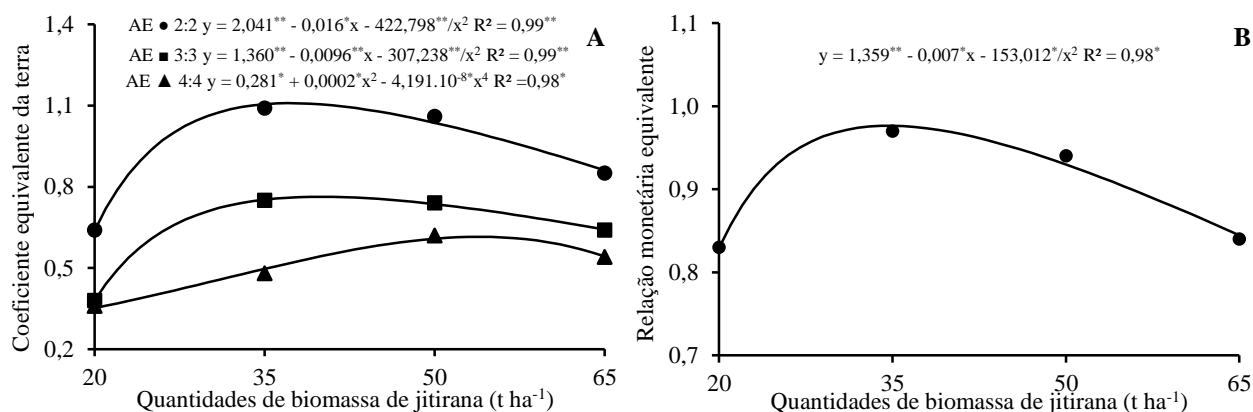 AE ● 2:2 y = 2,041** - 0,016*x - 422,798**/x² R² = 0,99**
AE ■ 3:3 y = 1,360** - 0,0096**x - 307,238**/x² R² = 0,99**
AE ▲ 4:4 y = 0,281* + 0,0002*x² - 4,191.10⁻⁸*x⁴ R² =0,98*
A
Coeficiente equivalente da terra
1,4
1,1
0,8
0,5
0,2
20 35 50 65
Quantidades de biomassa de jitirana (t ha⁻¹)
B
y = 1,359** - 0,007*x - 153,012*/x² R² = 0,98*
Relação monetária equivalente
1,1
1,0
0,9
0,8
0,7
20 35 50 65
Quantidades de biomassa de jitirana (t ha⁻¹)